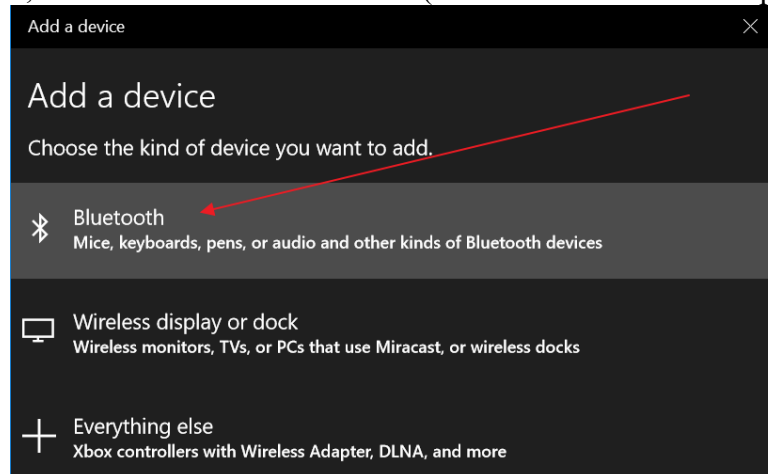 Add a device
Add a device
Choose the kind of device you want to add.
Bluetooth
Mice, keyboards, pens, or audio and other kinds of Bluetooth devices
Wireless display or dock
Wireless monitors, TVs, or PCs that use Miracast, or wireless docks
Everything else
Xbox controllers with Wireless Adapter, DLNA, and more